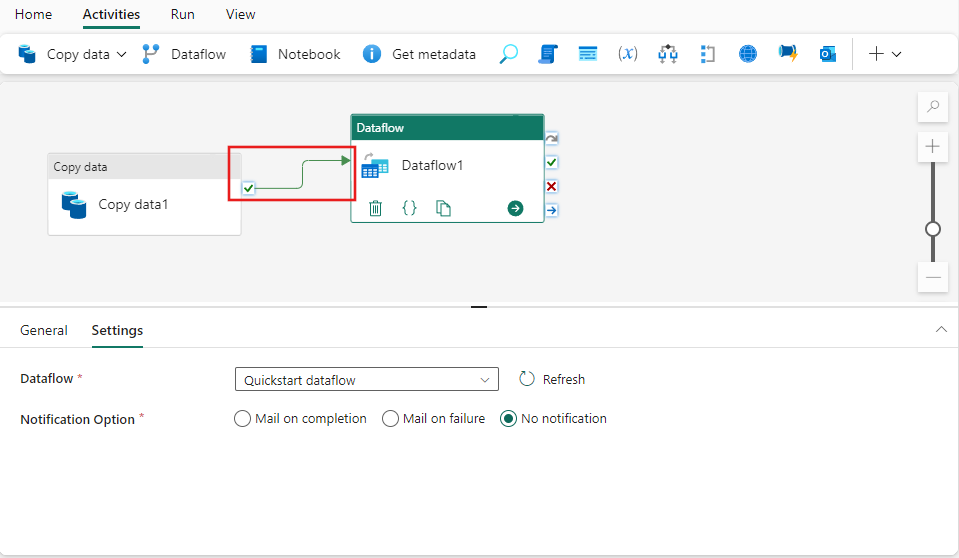 Home Activities Run View
Copy data Dataflow Notebook Get metadata (x)
Dataflow
Copy data
Dataflow1
Copy data1
{}
General Settings
Dataflow * Quickstart dataflow Refresh
Notification Option * Mail on completion Mail on failure No notification